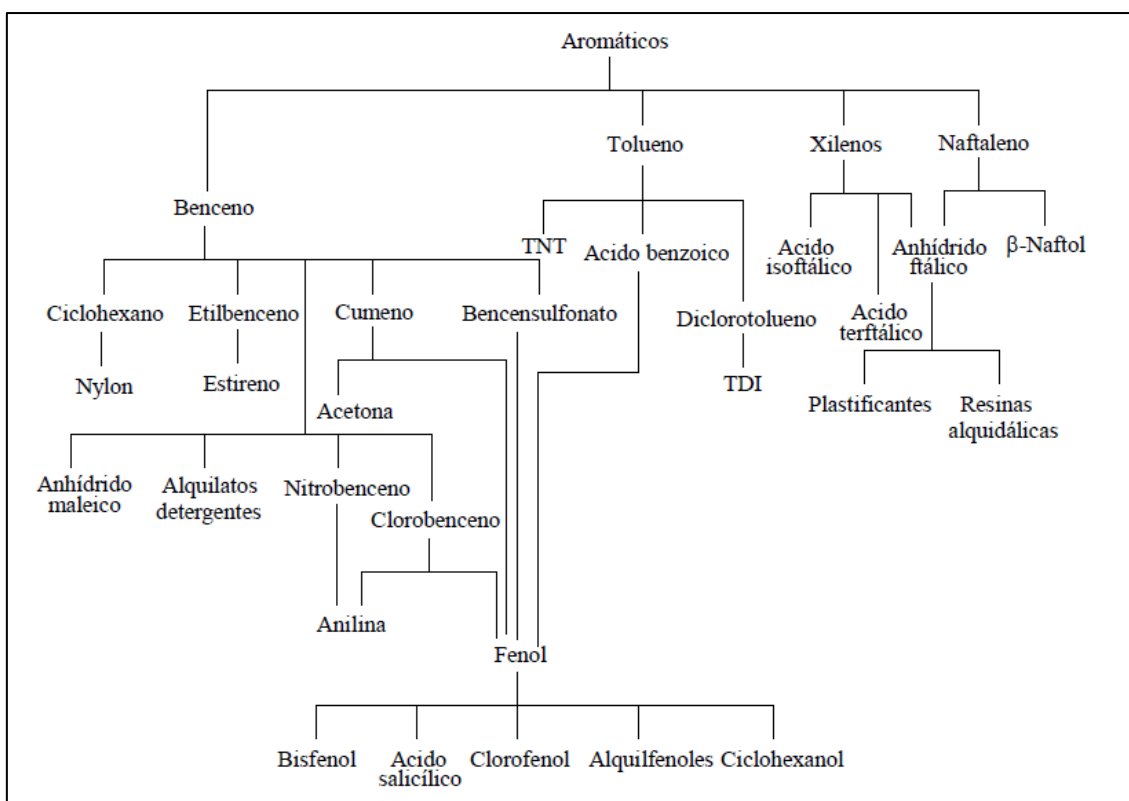 Aromáticos
Tolueno
Xilenos
Naftaleno
Benceno
TNT
Acido benzoico
Acido
isoftálico
Anhídrido
ftálico
β-Naftol
Ciclohexano
Etilbenceno
Cumeno
Bencensulfonato
Diclorotolueno
Acido
terftálico
Nylon
Estireno
Acetona
TDI
Plastificantes
Resinas
alquidálicas
Anhídrido
maleico
Alquilatos
detergentes
Nitrobenceno
Clorobenceno
Anilina
Fenol
Bisfenol
Acido
salicílico
Clorofenol
Alquilfenoles
Ciclohexanol